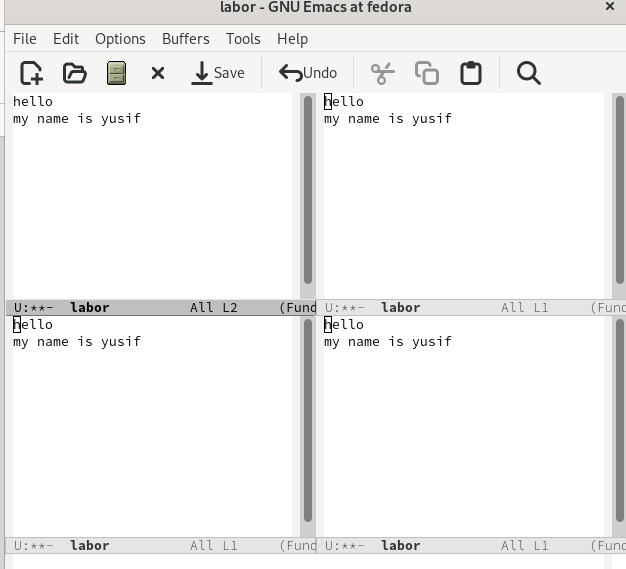 labor - GNU Emacs at fedora
File Edit Options Buffers Tools Help
Save Undo
hello
my name is yusif
U:**- labor All L2 (Fund
hello
my name is yusif
U:**- labor All L1 (Fund
hello
my name is yusif
U:**- labor All L1 (Fund
hello
my name is yusif
U:**- labor All L1 (Fund